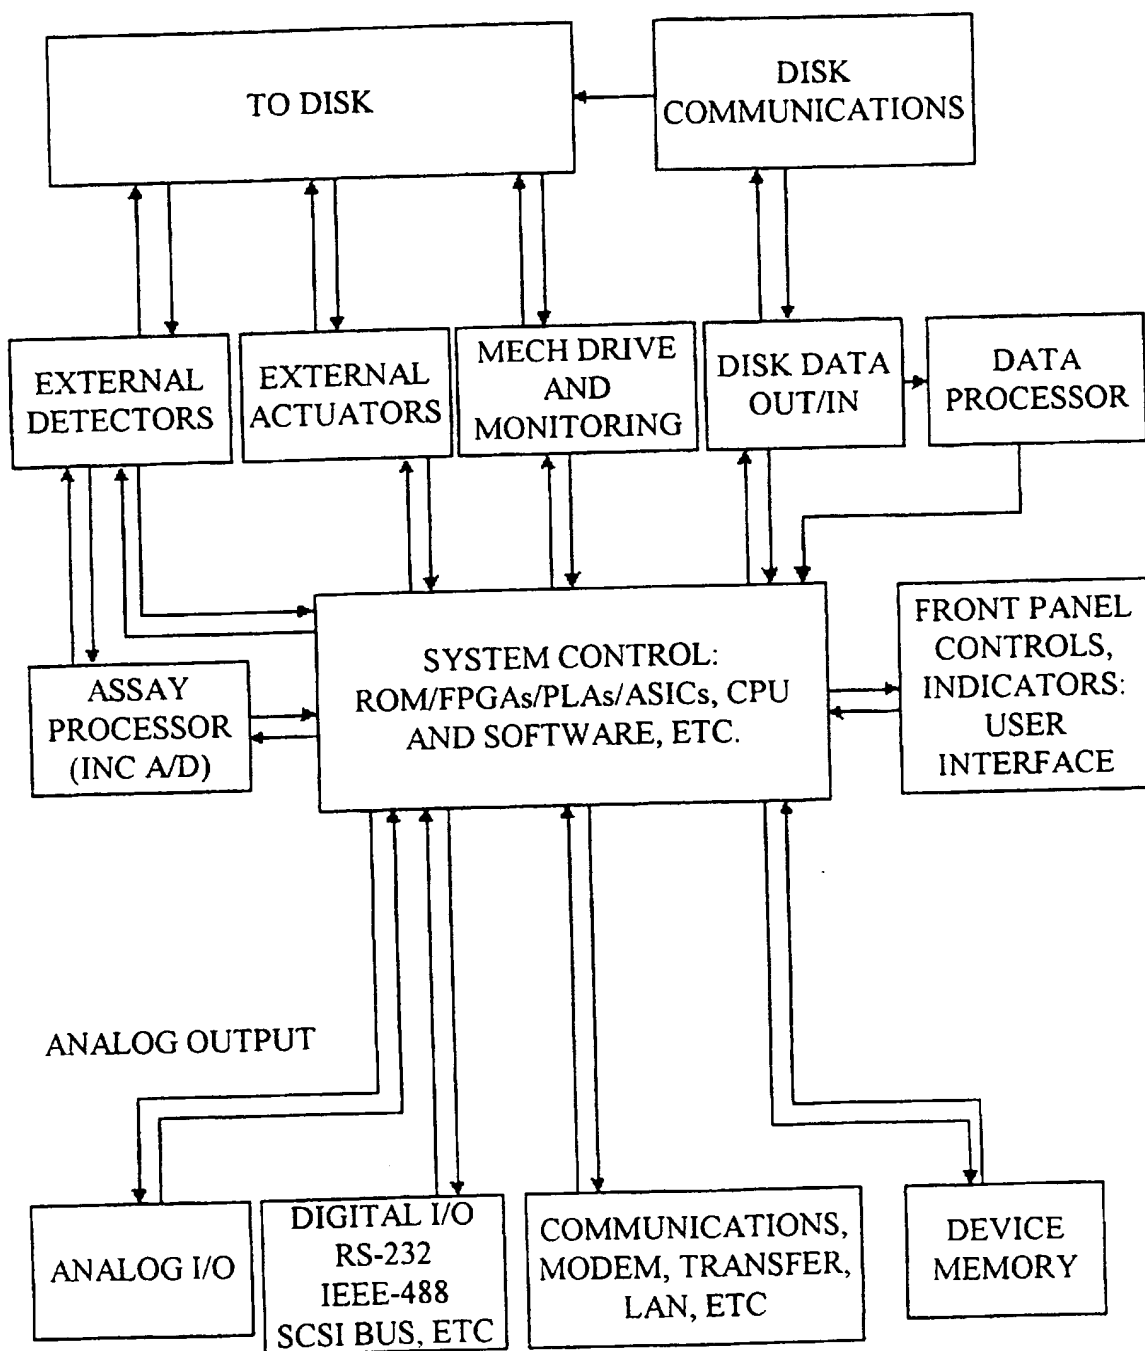 TO DISK
DISK
COMMUNICATIONS
EXTERNAL
DETECTORS
EXTERNAL
ACTUATORS
MECH DRIVE
AND
MONITORING
DISK DATA
OUT/IN
DATA
PROCESSOR
SYSTEM CONTROL:
ROM/FPGAs/PLAs/ASICs, CPU
AND SOFTWARE, ETC.
FRONT PANEL
CONTROLS,
INDICATORS:
USER
INTERFACE
ASSAY
PROCESSOR
(INC A/D)
ANALOG OUTPUT
ANALOG I/O
DIGITAL I/O
RS-232
IEEE-488
SCSI BUS, ETC
COMMUNICATIONS,
MODEM, TRANSFER,
LAN, ETC
DEVICE
MEMORY